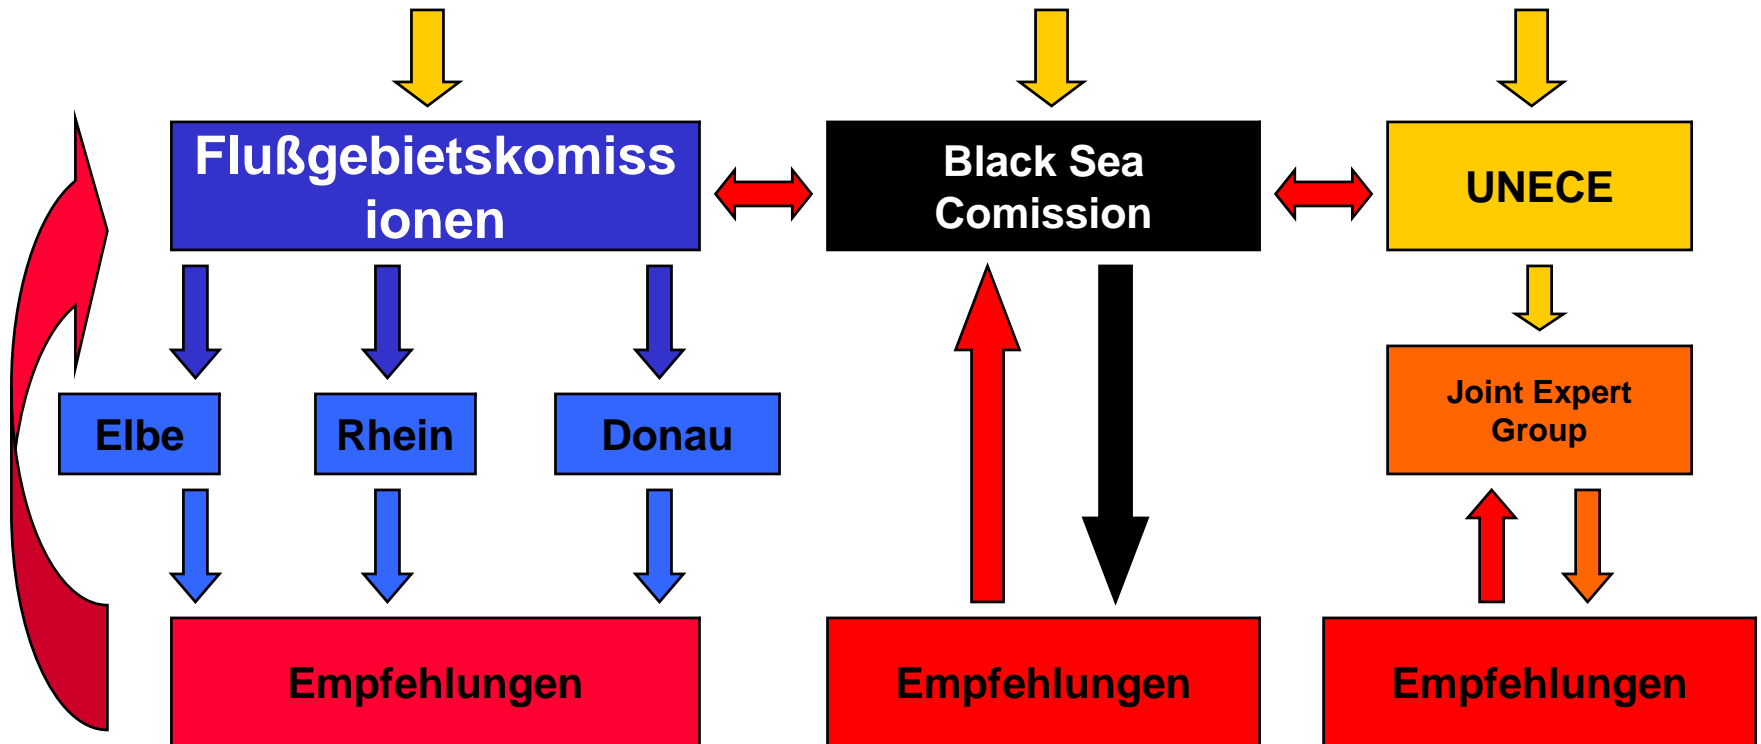 Flußgebietskomiss
ionen
Black Sea
Comission
UNECE
Elbe
Rhein
Donau
Joint Expert
Group
Empfehlungen
Empfehlungen
Empfehlungen